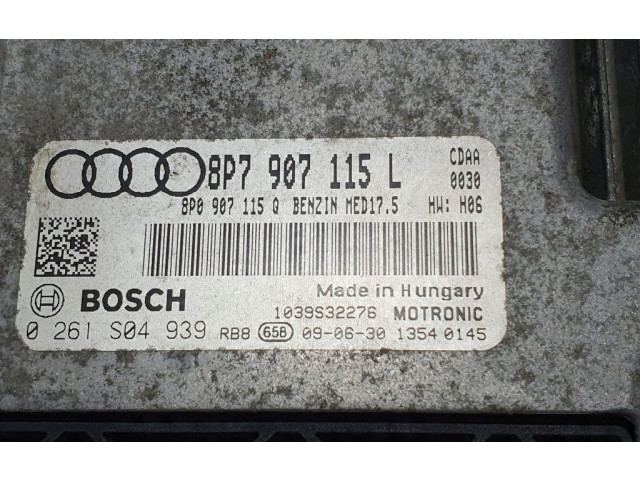 8P7 907 115 L CDAA
0030
8P0 907 115 Q BENZIN MED17.5 HW: H06
BOSCH Made in Hungary
1039S32276 MOTRONIC
0 261 S04 939 RB8 658 09-06-30 1354 0145